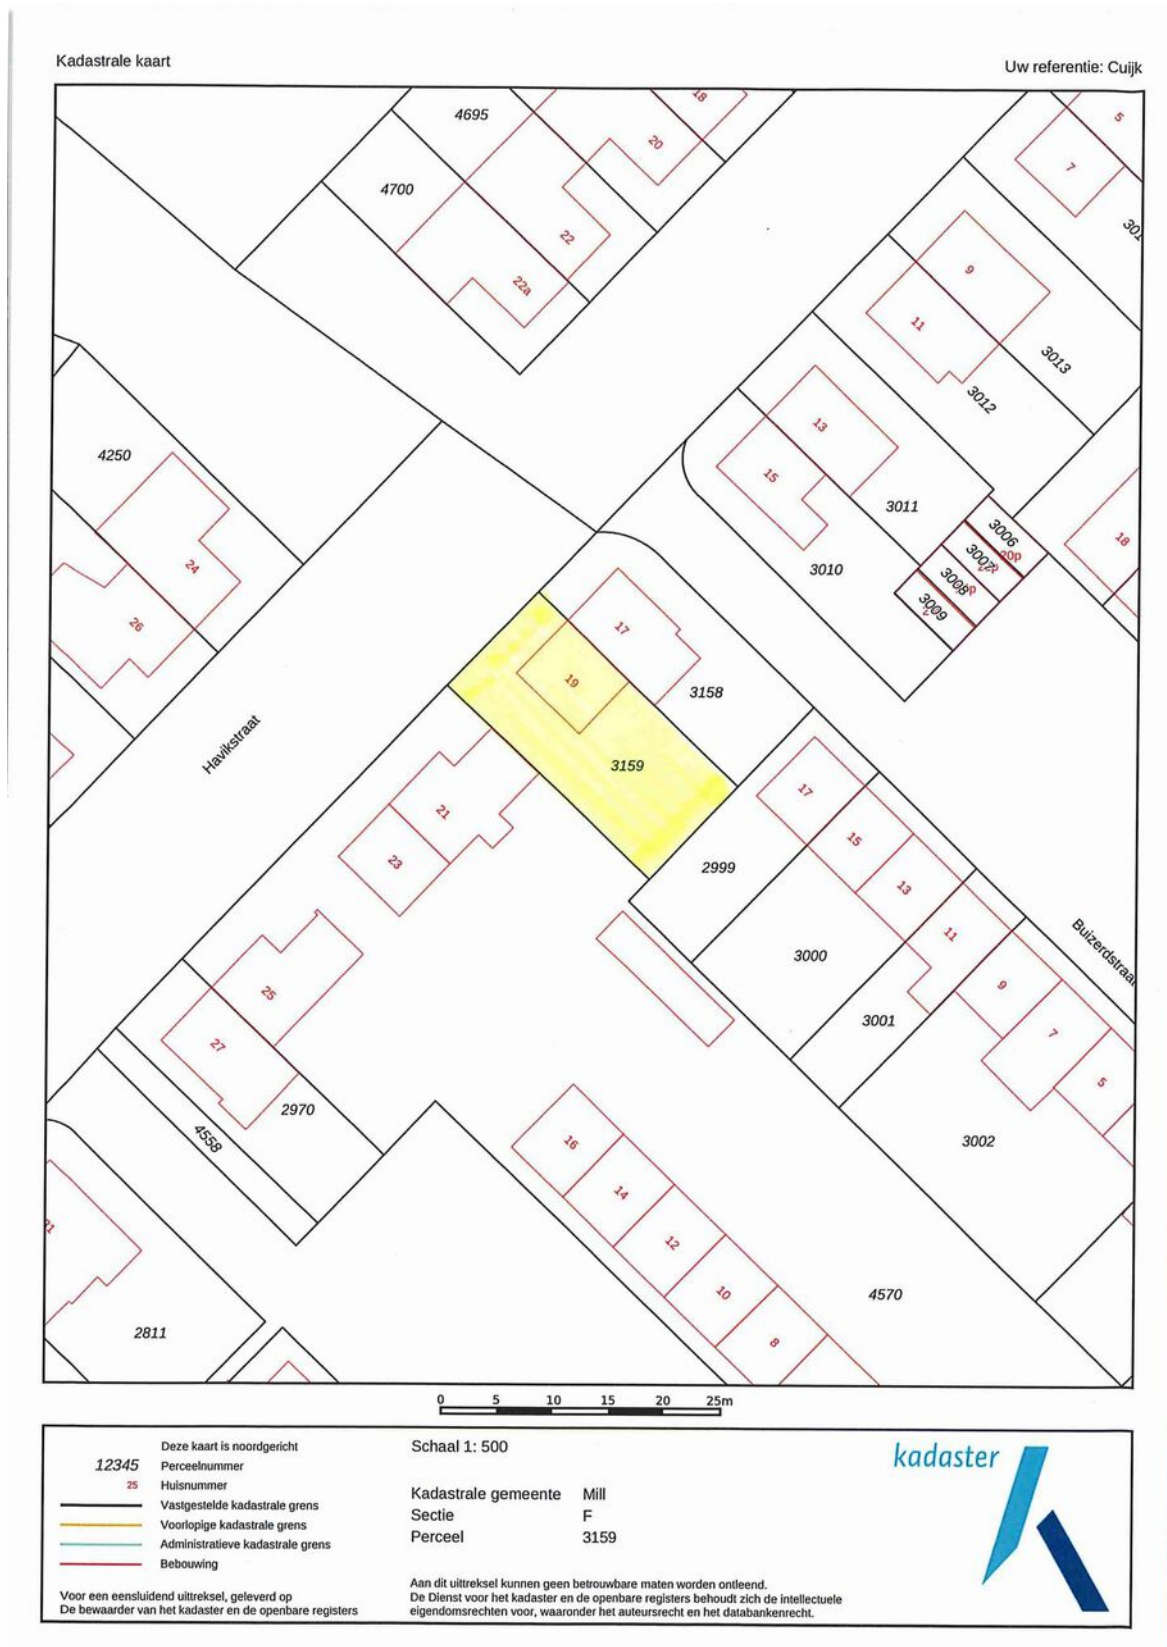 Kadastrale kaart
Uw referentie: Cuijk
4695
18
20
5
7
4700
22
22a
9
11
3013
3012
13
15
3011
4250
24
26
3010
3006
20p
3007
3008
3009
18
17
19
3158
3159
Havikstraat
21
23
2999
17
15
13
11
9
7
5
3000
3001
3002
Buizerdstraat
25
27
2970
4558
16
14
12
10
8
4570
2811
0 5 10 15 20 25m
Deze kaart is noordgericht
12345 Perceelnummer
25 Huisnummer
Vastgestelde kadastrale grens
Voorlopige kadastrale grens
Administratieve kadastrale grens
Bebouwing
Voor een eensluidend uittreksel, geleverd op
De bewaarder van het kadaster en de openbare registers
Schaal 1: 500
Kadastrale gemeente Mill
Sectie F
Perceel 3159
Aan dit uittreksel kunnen geen betrouwbare maten worden ontleend.
De Dienst voor het kadaster en de openbare registers behoudt zich de intellectuele
eigendomsrechten voor, waaronder het auteursrecht en het databankenrecht.
kadaster